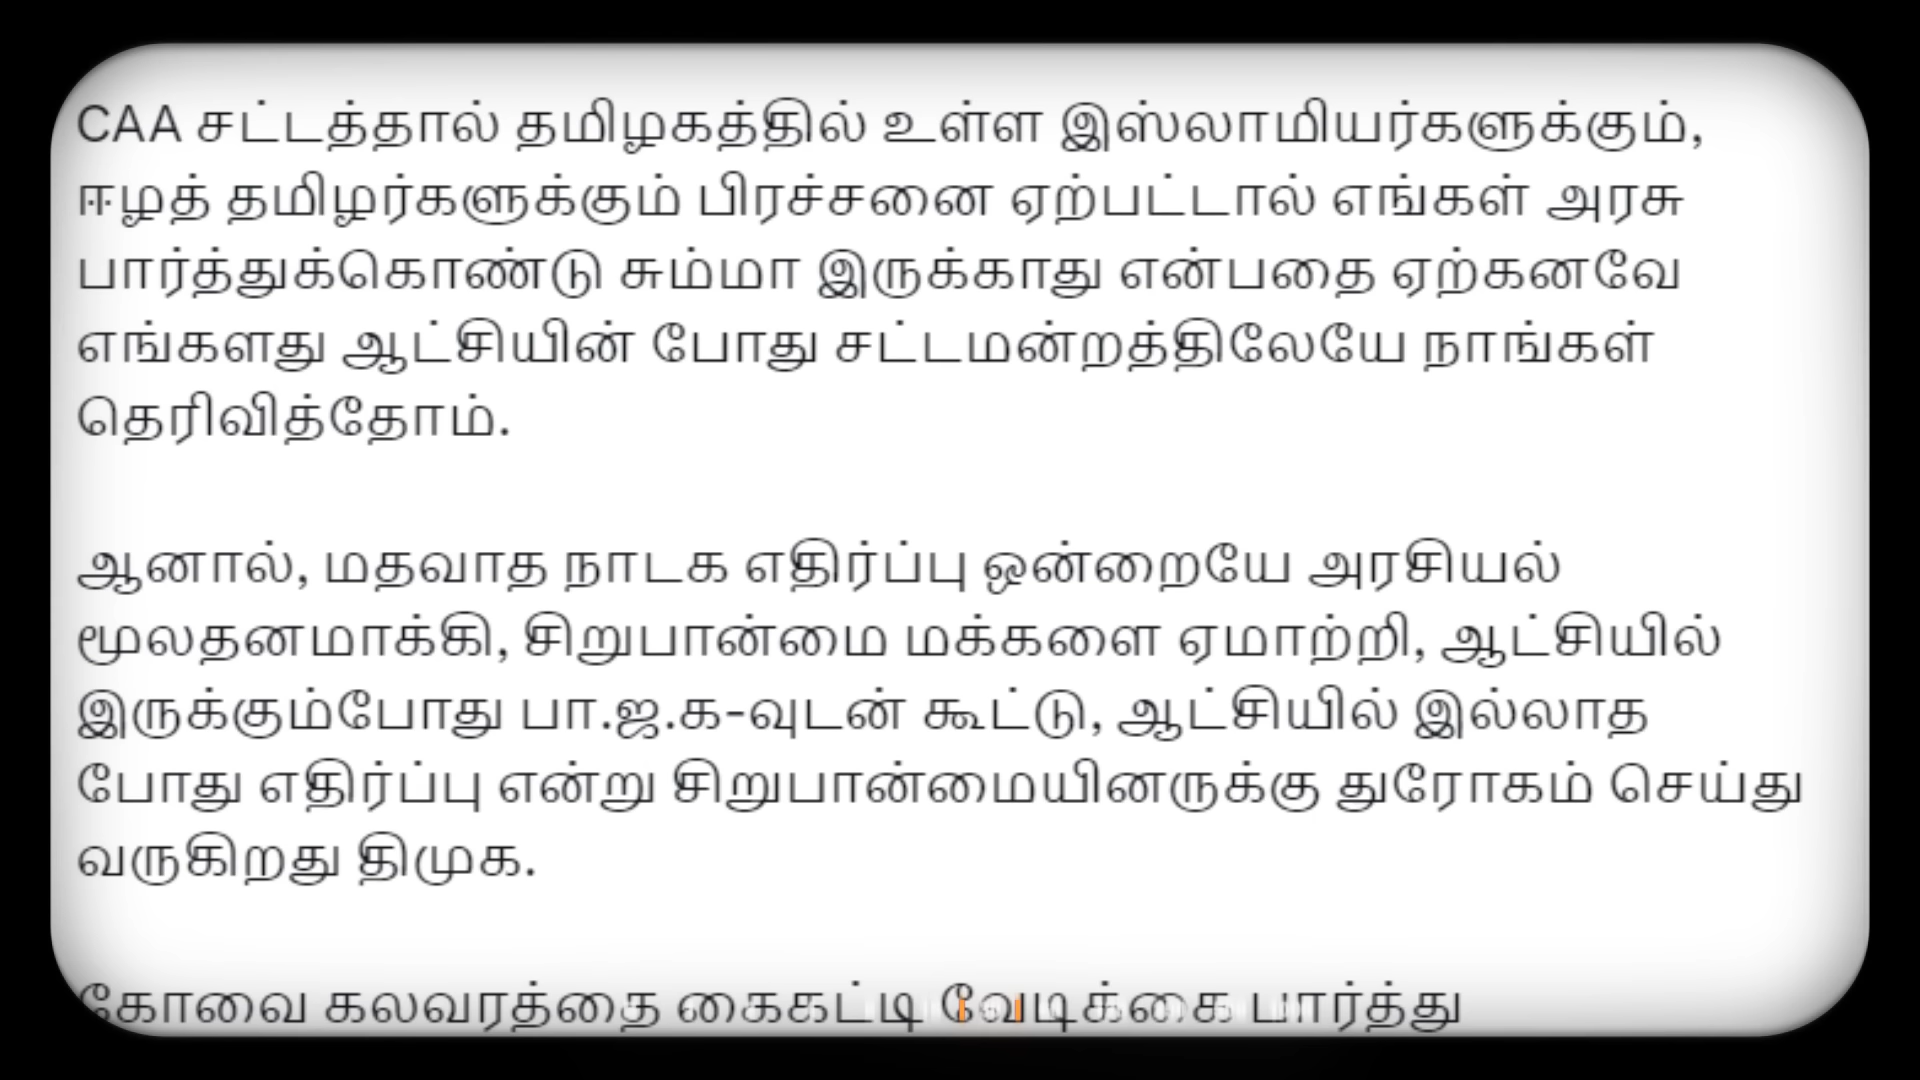 CAA சட்டத்தால் தமிழகத்தில் உள்ள இஸ்லாமியர்களுக்கும்,
ஈழத் தமிழர்களுக்கும் பிரச்சனை ஏற்பட்டால் எங்கள் அரசு
பார்த்துக்கொண்டு சும்மா இருக்காது என்பதை ஏற்கனவே
எங்களது ஆட்சியின் போது சட்டமன்றத்திலேயே நாங்கள்
தெரிவித்தோம்.
ஆனால், மதவாத நாடக எதிர்ப்பு ஒன்றையே அரசியல்
மூலதனமாக்கி, சிறுபான்மை மக்களை ஏமாற்றி, ஆட்சியில்
இருக்கும்போது பா.ஜ.க-வுடன் கூட்டு, ஆட்சியில் இல்லாத
போது எதிர்ப்பு என்று சிறுபான்மையினருக்கு துரோகம் செய்து
வருகிறது திமுக.
கோவை கலவரத்தை கைகட்டி வேடிக்கை பார்த்து